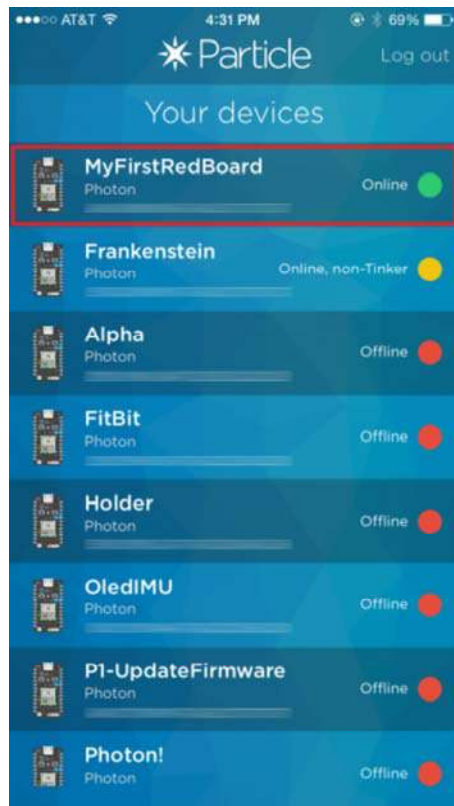 AT&T 4:31 PM 69%
Particle Log out
Your devices
MyFirstRedBoard
Photon Online
Frankenstein
Photon Online, non-Tinker
Alpha
Photon Offline
FitBit
Photon Offline
Holder
Photon Offline
OledIMU
Photon Offline
P1-UpdateFirmware
Photon Offline
Photon!
Photon Offline